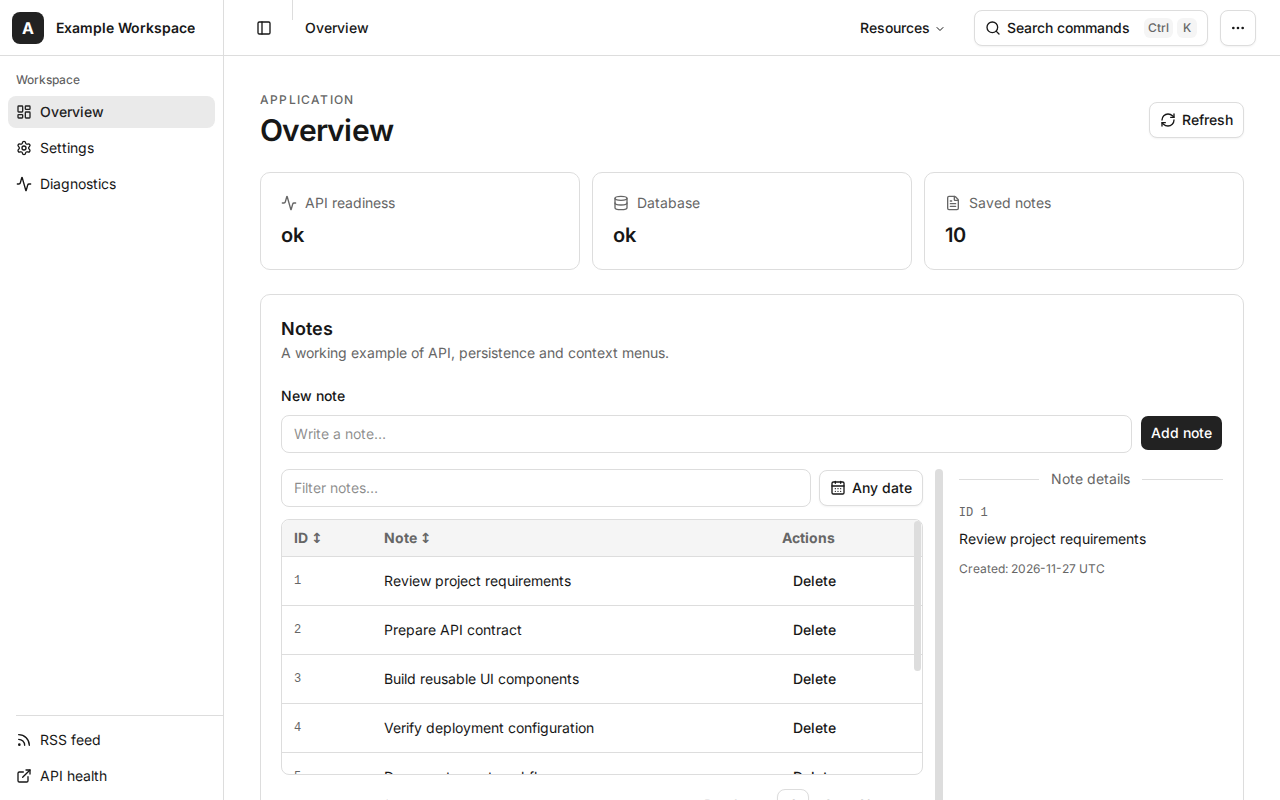 A
Example Workspace
Overview
Resources
Search commands Ctrl K
Workspace
Overview
Settings
Diagnostics
RSS feed
API health
APPLICATION
Overview
Refresh
API readiness
ok
Database
ok
Saved notes
10
Notes
A working example of API, persistence and context menus.
New note
Write a note...
Add note
Filter notes...
Any date
ID Note Actions
1 Review project requirements Delete
2 Prepare API contract Delete
3 Build reusable UI components Delete
4 Verify deployment configuration Delete
Note details
ID 1
Review project requirements
Created: 2026-11-27 UTC